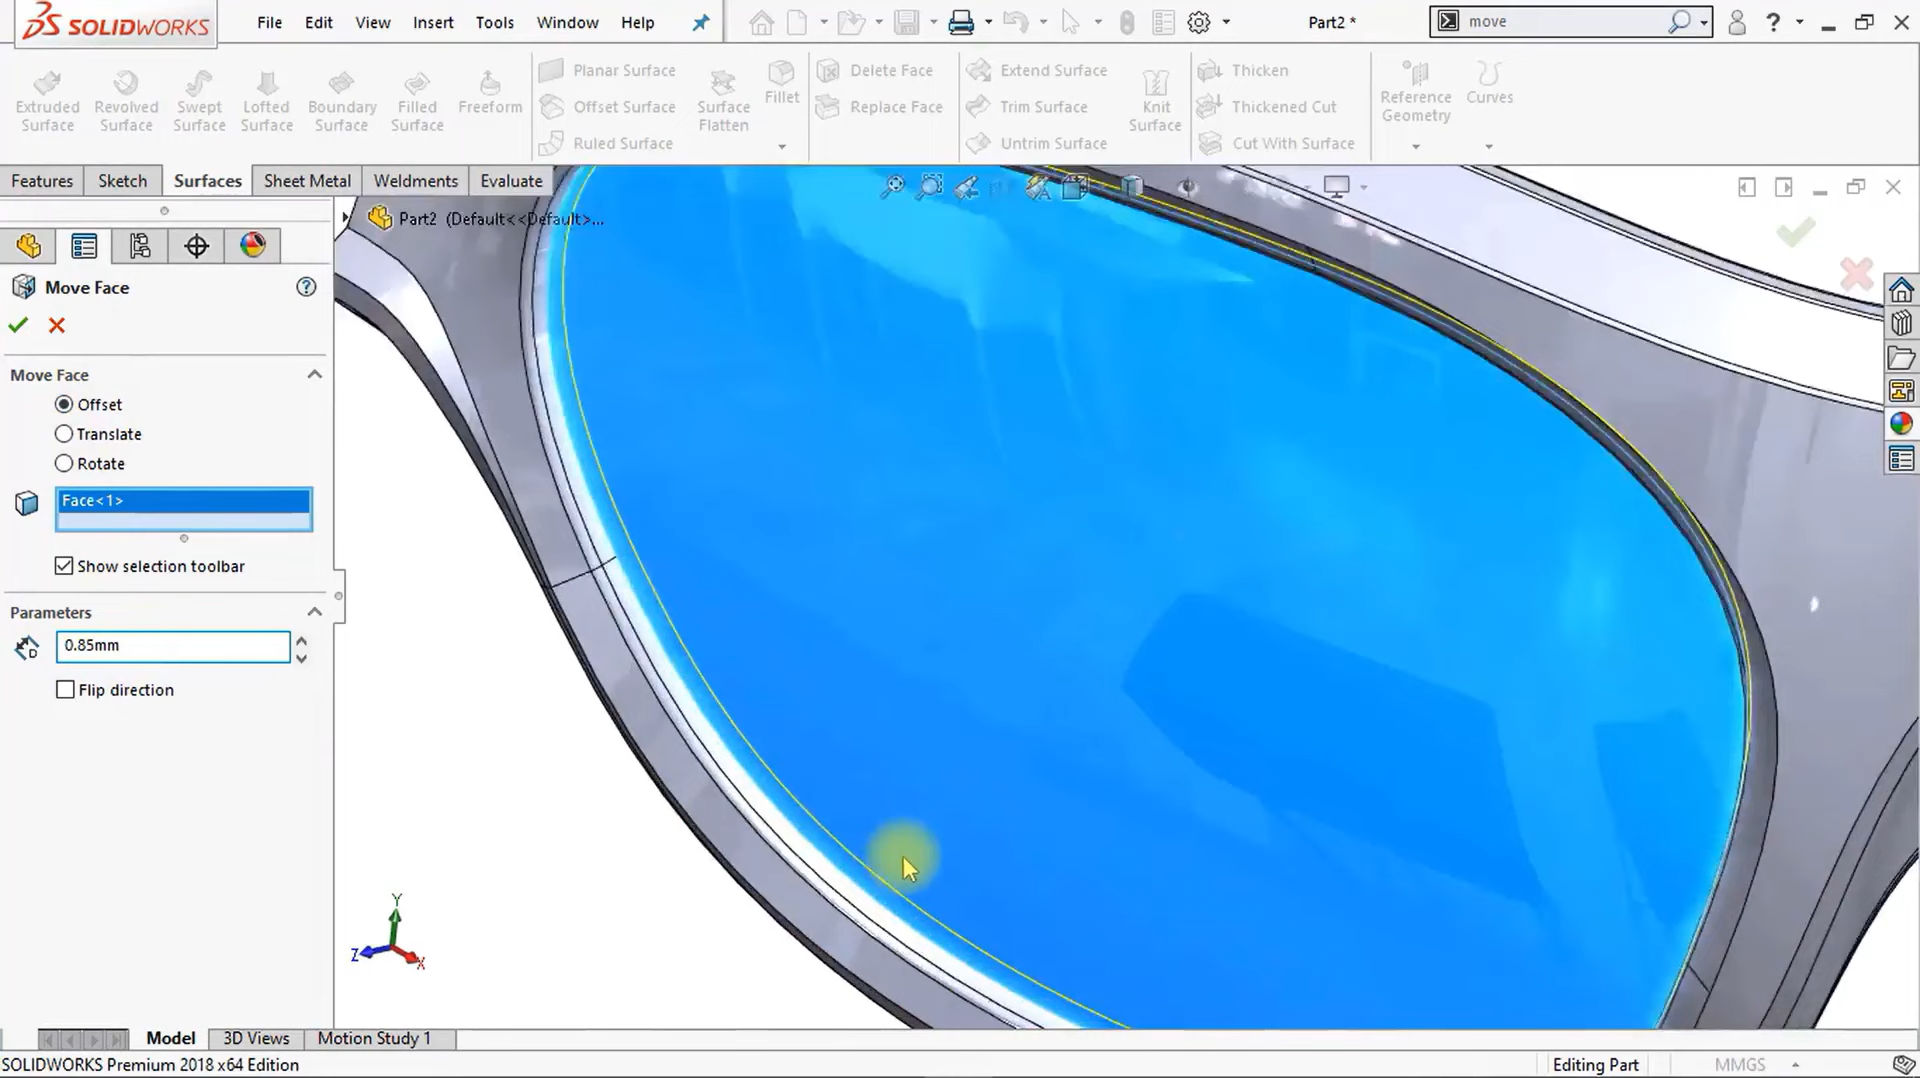 SOLIDWORKS
File Edit View Insert Tools Window Help
Part2 *
move
Extruded Surface
Revolved Surface
Swept Surface
Lofted Surface
Boundary Surface
Filled Surface
Freeform
Planar Surface
Offset Surface
Ruled Surface
Surface Flatten
Fillet
Delete Face
Replace Face
Extend Surface
Trim Surface
Untrim Surface
Knit Surface
Thicken
Thickened Cut
Cut With Surface
Reference Geometry
Curves
Features Sketch Surfaces Sheet Metal Weldments Evaluate
Part2 (Default<<Default>...
Move Face
Move Face
Offset
Translate
Rotate
Face<1>
Show selection toolbar
Parameters
0.85mm
Flip direction
Y
Z
X
Model 3D Views Motion Study 1
SOLIDWORKS Premium 2018 x64 Edition
Editing Part
MMGS